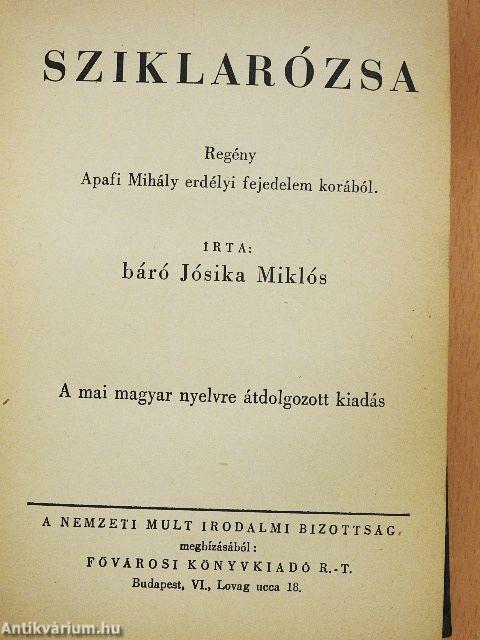 SZIKLARÓZSA
Regény
Apafi Mihály erdélyi fejedelem korából.
ÍRTA:
báró Jósika Miklós
A mai magyar nyelvre átdolgozott kiadás
A NEMZETI MULT IRODALMI BIZOTTSÁG
megbízásából:
FŐVÁROSI KÖNYVKIADÓ R.-T.
Budapest, VI., Lovag ucca 18.
Antikvárium.hu